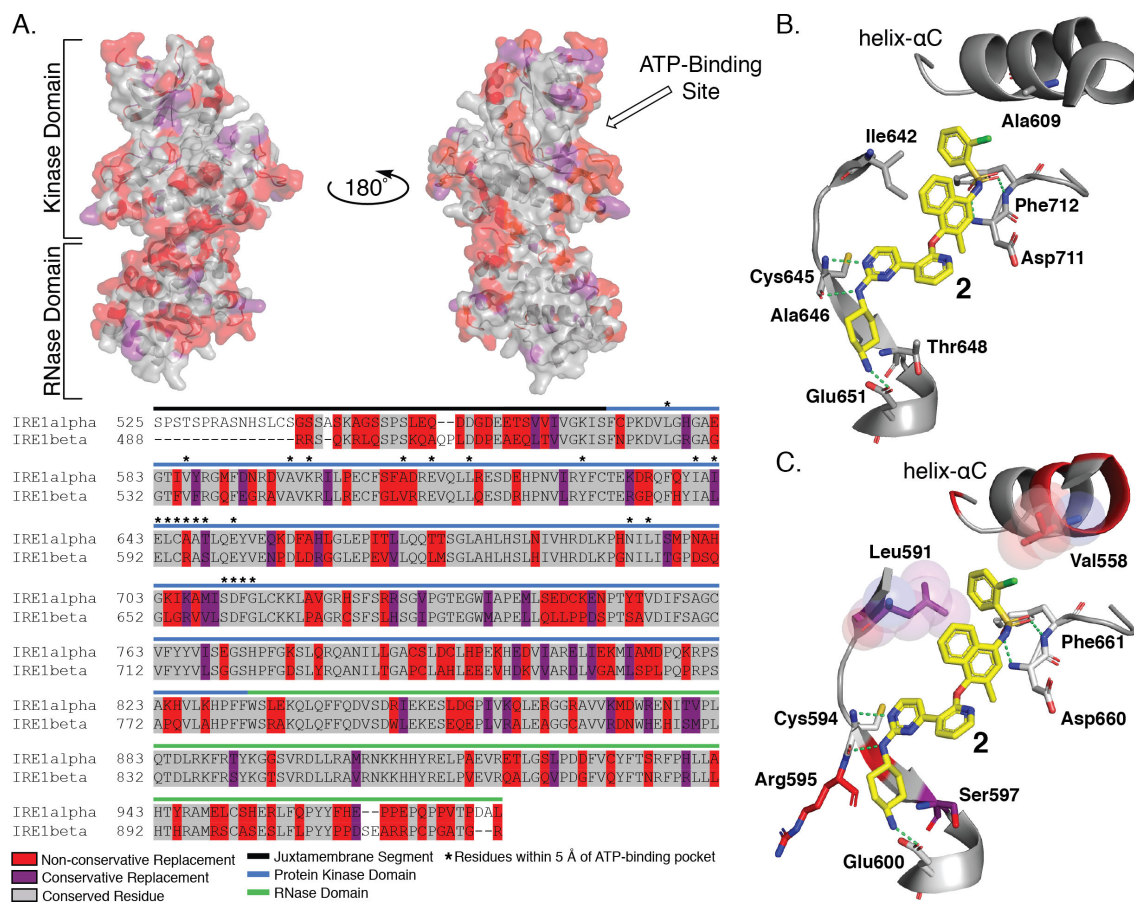 A.
Kinase Domain
RNase Domain
180°
ATP-Binding
Site
IRE1alpha 525 SPSTSPRASNHSLCSGSSASKAGSSPSLEQ--DDGDEETSVVIVGKISFCPKDVLGHGAE
IRE1beta 488 ---------------RRS-QKRLQSPSKQAQPLDDPEAEQLTVVGKISFNPKDVLGRGAG
IRE1alpha 583 GTIVYRGMFDNRDVAVKRILPECFSFADREVQLLRESDEHPNVIRYFCTEKDRQFQYIAI
IRE1beta 532 GTFVFRGQFEGRAVAVKRLLRECFGLVRREVQLLQESDRHPNVLRYFCTERGPQFHYIAL
IRE1alpha 643 ELCAATLQEYVEQKDFAHLGLEPITLLQQTTSGLAHLHSLNIVHRDLKPHNILISMPNAH
IRE1beta 592 ELCRASLQEYVENPDLDRGGLEPEVVLQQLMSGLAHLHSLHIVHRDLKPGNILITGPDSQ
IRE1alpha 703 GKIKAMISDFGLCKKLAVGRHSFSRRSGVPGTEGWIAPEMLSEDCKENPTYTVDIFSAGC
IRE1beta 652 GLGRVVLSDFGLCKKLPAGRCSFSLHSGIPGTEGWMAPELLQLLPPDSPTSAVDIFSAGC
IRE1alpha 763 VFYYVISEGSHPFGKSLQRQANILLGACSLDCLHPEKHEDVIARELIEKMIAMDPQKRPS
IRE1beta 712 VFYYVLSGGSHPFGDSLYRQANILTGAPCLAHLEEEVHDKVVARDLVGAMLSPLPQPRPS
IRE1alpha 823 AKHVLKHPFFWSLEKQLQFFQDVSDRIEKESLDGPIVKQLERGGRAVVKMDWRENITVPL
IRE1beta 772 APQVLAHPFFWSRAKQLQFFQDVSDWLEKESEQEPLVRALEAGGCAVVRDNWHEHISMPL
IRE1alpha 883 QTDLRKFRTYKGGSVRDLLRAMRNKKHHYRELPAEVRETLGSLPDDFVCYFTSRFPHLLA
IRE1beta 832 QTDLRKFRSYKGTSVRDLLRAVRNKKHHYRELPVEVRQALGQVPDGFVQYFTNRFPRLLL
IRE1alpha 943 HTYRAMELCSHERLFQPYYFHE--PPEPQPPVTPDAL
IRE1beta 892 HTHRAMRSCASESLFLPYYPPDSEARRPCPGATG--R
Non-conservative Replacement
Conservative Replacement
Conserved Residue
Juxtamembrane Segment
Protein Kinase Domain
RNase Domain
* Residues within 5 Å of ATP-binding pocket
B.
helix-αC
Ala609
Ile642
Phe712
Asp711
Cys645
2
Ala646
Thr648
Glu651
C.
helix-αC
Leu591
Val558
Phe661
Asp660
Cys594
2
Arg595
Ser597
Glu600